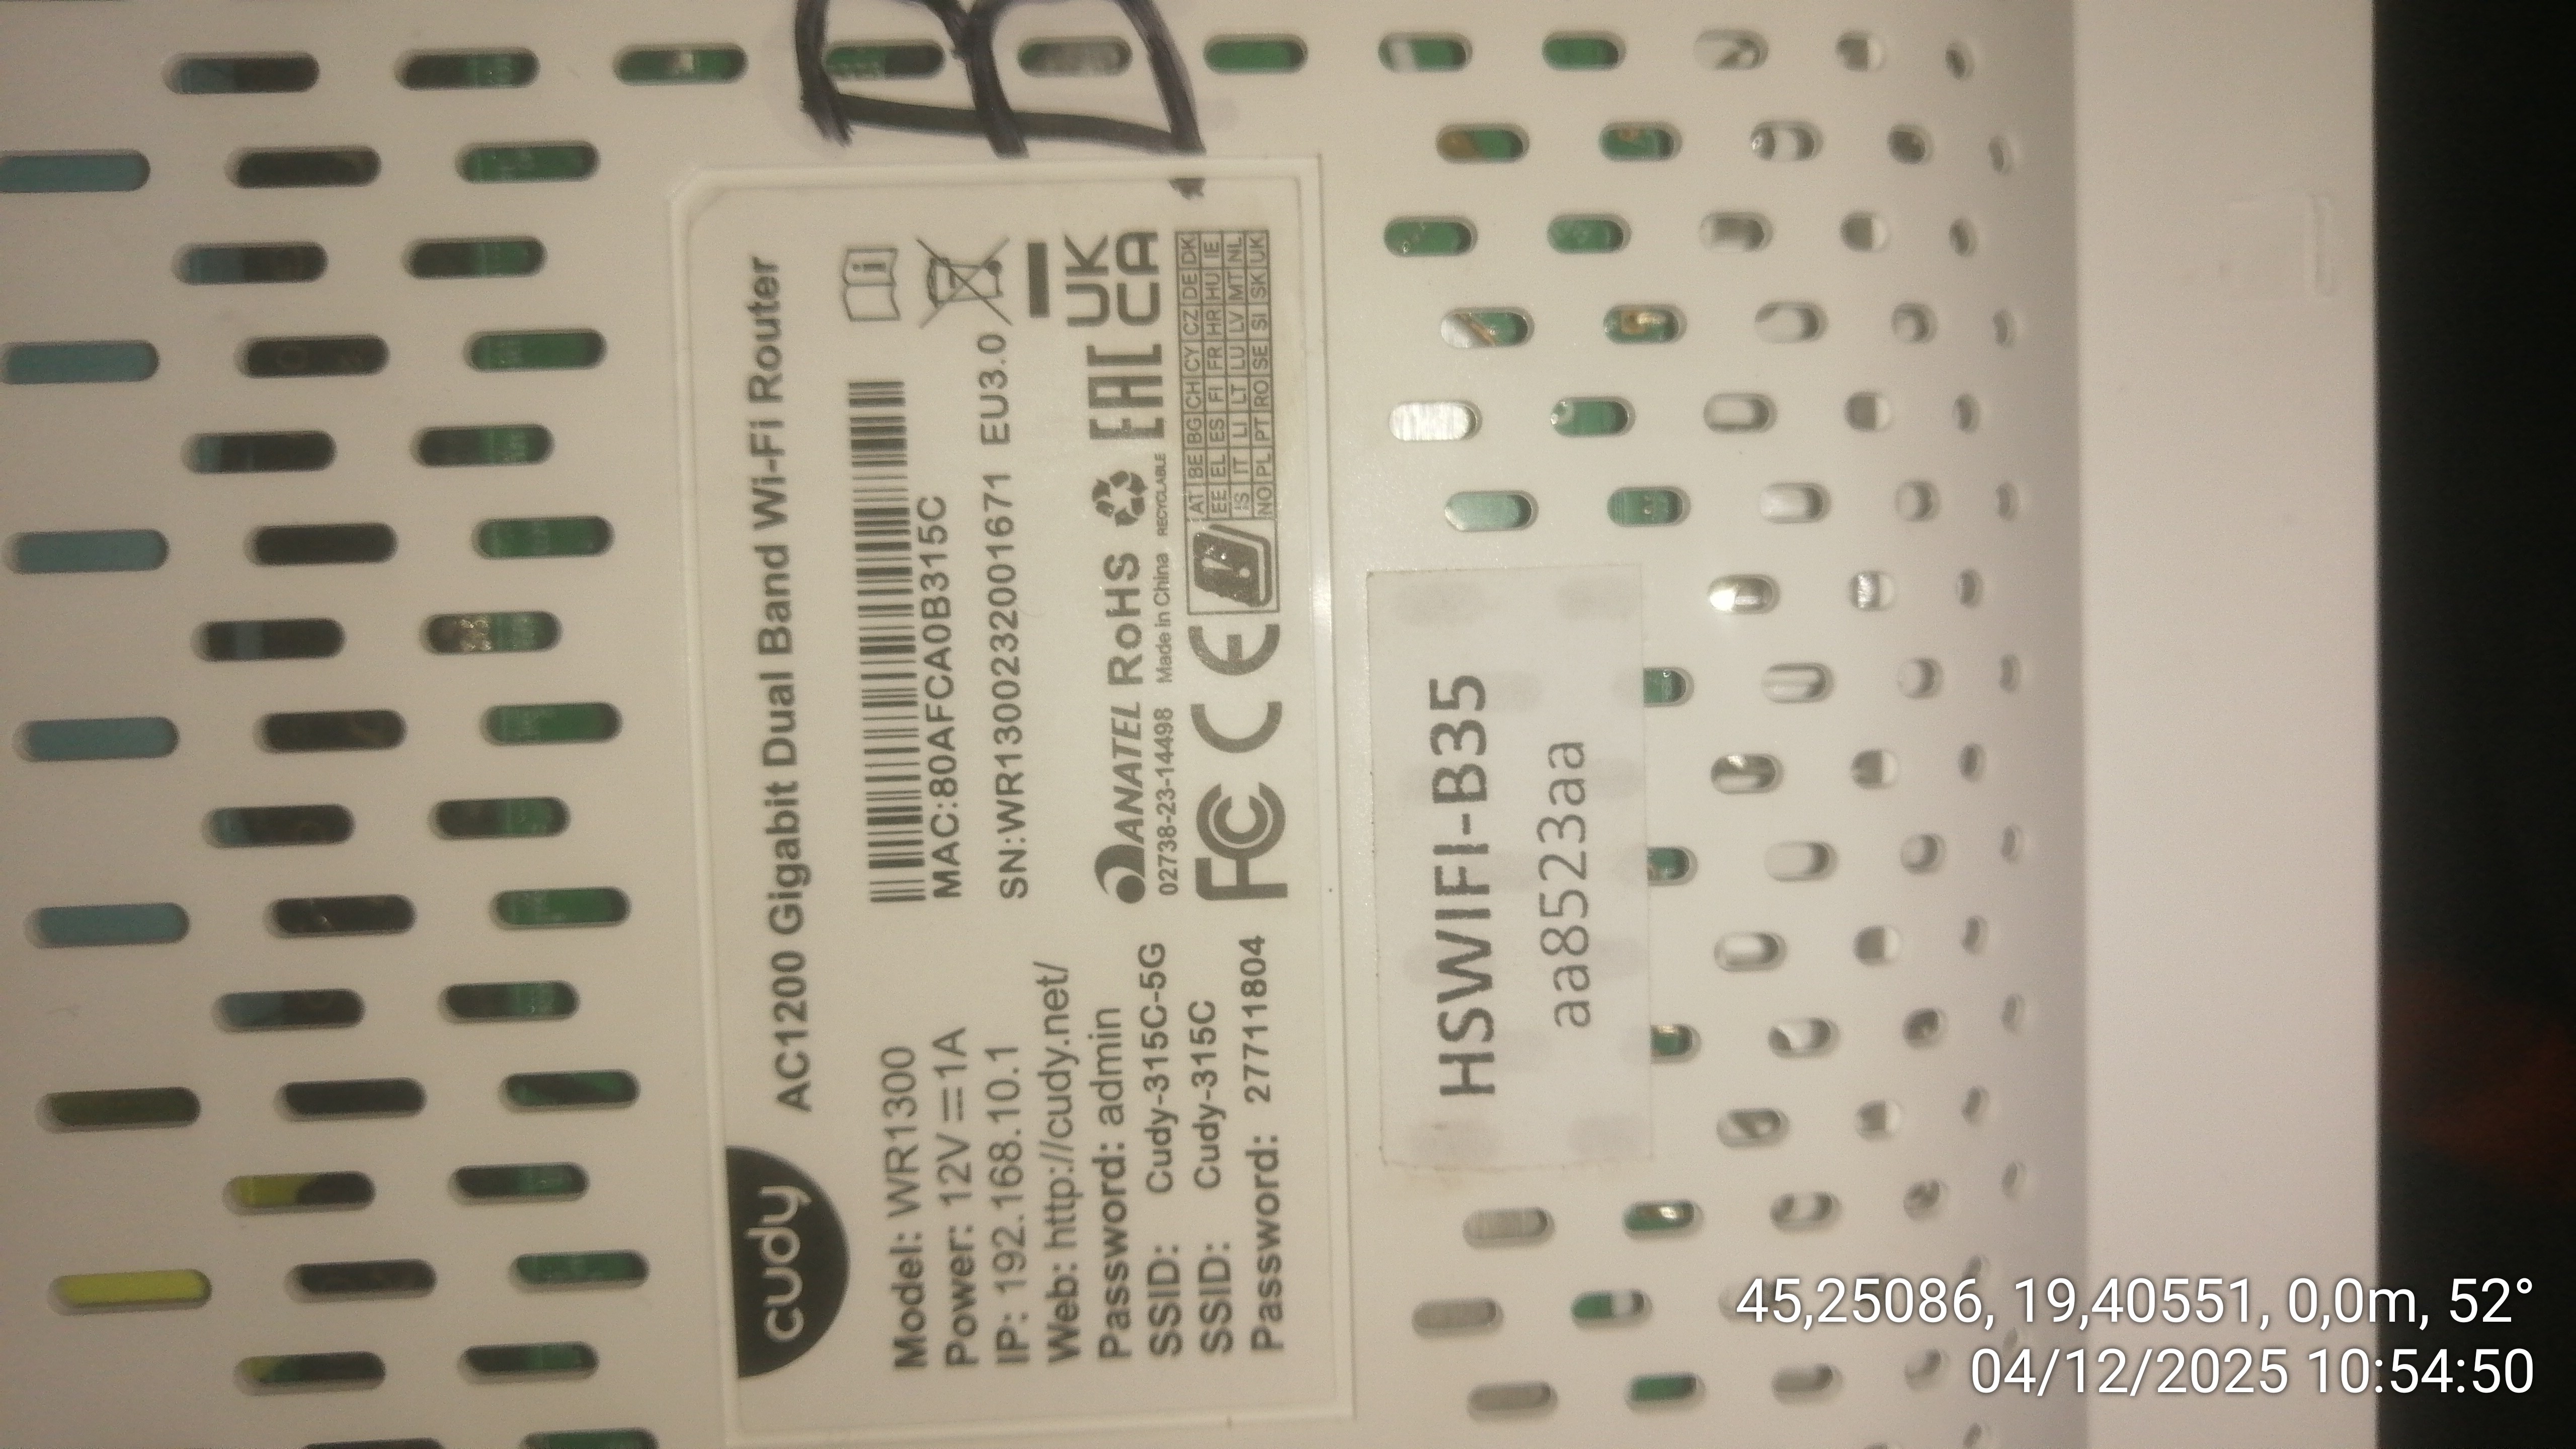 B
cudy
AC1200 Gigabit Dual Band Wi-Fi Router
Model: WR1300
Power: 12V⎓1A
IP: 192.168.10.1
Web: http://cudy.net/
Password: admin
SSID: Cudy-315C-5G
SSID: Cudy-315C
Password: 27711804
MAC:80AFCA0B315C
SN:WR13002320001671 EU3.0
ANATEL RoHS
02738-23-14498 Made in China RECYCLABLE
EAC
UK
CA
FC CE
AT BE BG CH CY CZ DE DK
EE EL ES FI FR HR HU IE
IS IT LI LT LU LV MT NL
NO PL PT RO SE SI SK UK
HSWIFI-B35
aa8523aa
45,25086, 19,40551, 0,0m, 52°
04/12/2025 10:54:50